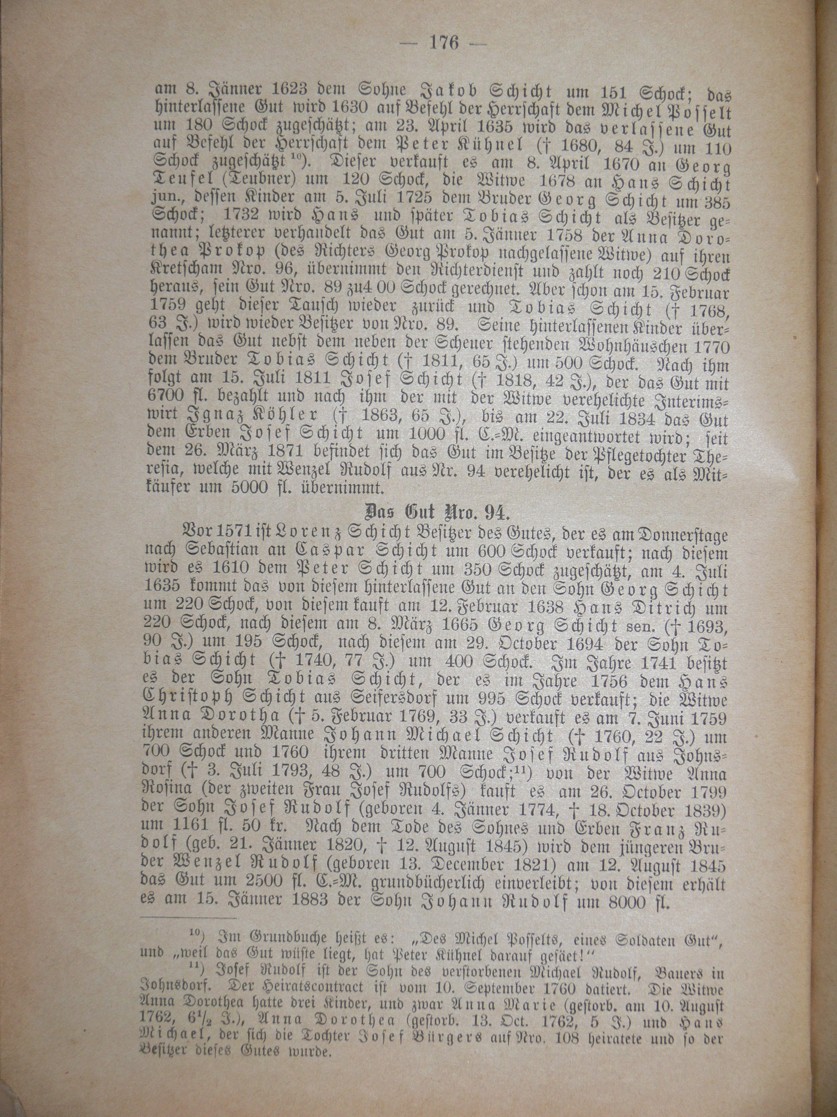 — 176 —
am 8. Jänner 1623 dem Sohne Jakob Schicht um 151 Schock; das
hinterlassene Gut wird 1630 auf Befehl der Herrschaft dem Michel Posselt
um 180 Schock zugeschätzt; am 23. April 1635 wird das verlassene Gut
auf Befehl der Herrschaft dem Peter Kühnel († 1680, 84 J.) um 110
Schock zugeschätzt ¹⁰). Dieser verkauft es am 8. April 1670 an Georg
Teufel (Teubner) um 120 Schock, die Witwe 1678 an Hans Schicht
jun., dessen Kinder am 5. Juli 1725 dem Bruder Georg Schicht um 385
Schock; 1732 wird Hans und später Tobias Schicht als Besitzer ge-
nannt; letzterer verhandelt das Gut am 5. Jänner 1758 der Anna Doro-
thea Prokop (des Richters Georg Prokop nachgelassene Witwe) auf ihren
Kretscham Nro. 96, übernimmt den Richterdienst und zahlt noch 210 Schock
heraus, sein Gut Nro. 89 zu4 00 Schock gerechnet. Aber schon am 15. Februar
1759 geht dieser Tausch wieder zurück und Tobias Schicht († 1768,
63 J.) wird wieder Besitzer von Nro. 89. Seine hinterlassenen Kinder über-
lassen das Gut nebst dem neben der Scheuer stehenden Wohnhäuschen 1770
dem Bruder Tobias Schicht († 1811, 65 J.) um 500 Schock. Nach ihm
folgt am 15. Juli 1811 Josef Schicht († 1818, 42 J.), der das Gut mit
6700 fl. bezahlt und nach ihm der mit der Witwe verehelichte Interims-
wirt Ignaz Köhler († 1863, 65 J.), bis am 22. Juli 1834 das Gut
dem Erben Josef Schicht um 1000 fl. C.-M. eingeantwortet wird; seit
dem 26. März 1871 befindet sich das Gut im Besitze der Pflegetochter The-
resia, welche mit Wenzel Rudolf aus Nr. 94 verehelicht ist, der es als Mit-
käufer um 5000 fl. übernimmt.
Das Gut Nro. 94.
Vor 1571 ist Lorenz Schicht Besitzer des Gutes, der es am Donnerstage
nach Sebastian an Caspar Schicht um 600 Schock verkauft; nach diesem
wird es 1610 dem Peter Schicht um 350 Schock zugeschätzt, am 4. Juli
1635 kommt das von diesem hinterlassene Gut an den Sohn Georg Schicht
um 220 Schock, von diesem kauft am 12. Februar 1638 Hans Ditrich um
220 Schock, nach diesem am 8. März 1665 Georg Schicht sen. († 1693,
90 J.) um 195 Schock, nach diesem am 29. October 1694 der Sohn To-
bias Schicht († 1740, 77 J.) um 400 Schock. Im Jahre 1741 besitzt
es der Sohn Tobias Schicht, der es im Jahre 1756 dem Hans
Christoph Schicht aus Seifersdorf um 995 Schock verkauft; die Witwe
Anna Dorotha († 5. Februar 1769, 33 J.) verkauft es am 7. Juni 1759
ihrem anderen Manne Johann Michael Schicht († 1760, 22 J.) um
700 Schock und 1760 ihrem dritten Manne Josef Rudolf aus Johns-
dorf († 3. Juli 1793, 48 J.) um 700 Schock;¹¹) von der Witwe Anna
Rosina (der zweiten Frau Josef Rudolfs) kauft es am 26. October 1799
der Sohn Josef Rudolf (geboren 4. Jänner 1774, † 18. October 1839)
um 1161 fl. 50 kr. Nach dem Tode des Sohnes und Erben Franz Ru-
dolf (geb. 21. Jänner 1820, † 12. August 1845) wird dem jüngeren Bru-
der Wenzel Rudolf (geboren 13. December 1821) am 12. August 1845
das Gut um 2500 fl. C.-M. grundbücherlich einverleibt; von diesem erhält
es am 15. Jänner 1883 der Sohn Johann Rudolf um 8000 fl.
¹⁰) Im Grundbuche heißt es: „Des Michel Posselts, eines Soldaten Gut“,
und „weil das Gut wüste liegt, hat Peter Kühnel darauf gesäet!“
¹¹) Josef Rudolf ist der Sohn des verstorbenen Michael Rudolf, Bauers in
Johnsdorf. Der Heiratscontract ist vom 10. September 1760 datiert. Die Witwe
Anna Dorothea hatte drei Kinder, und zwar Anna Marie (gestorb. am 10. August
1762, 6¹/₂ J.), Anna Dorothea (gestorb. 13. Oct. 1762, 5 J.) und Hans
Michael, der sich die Tochter Josef Bürgers auf Nro. 108 heiratete und so der
Besitzer dieses Gutes wurde.